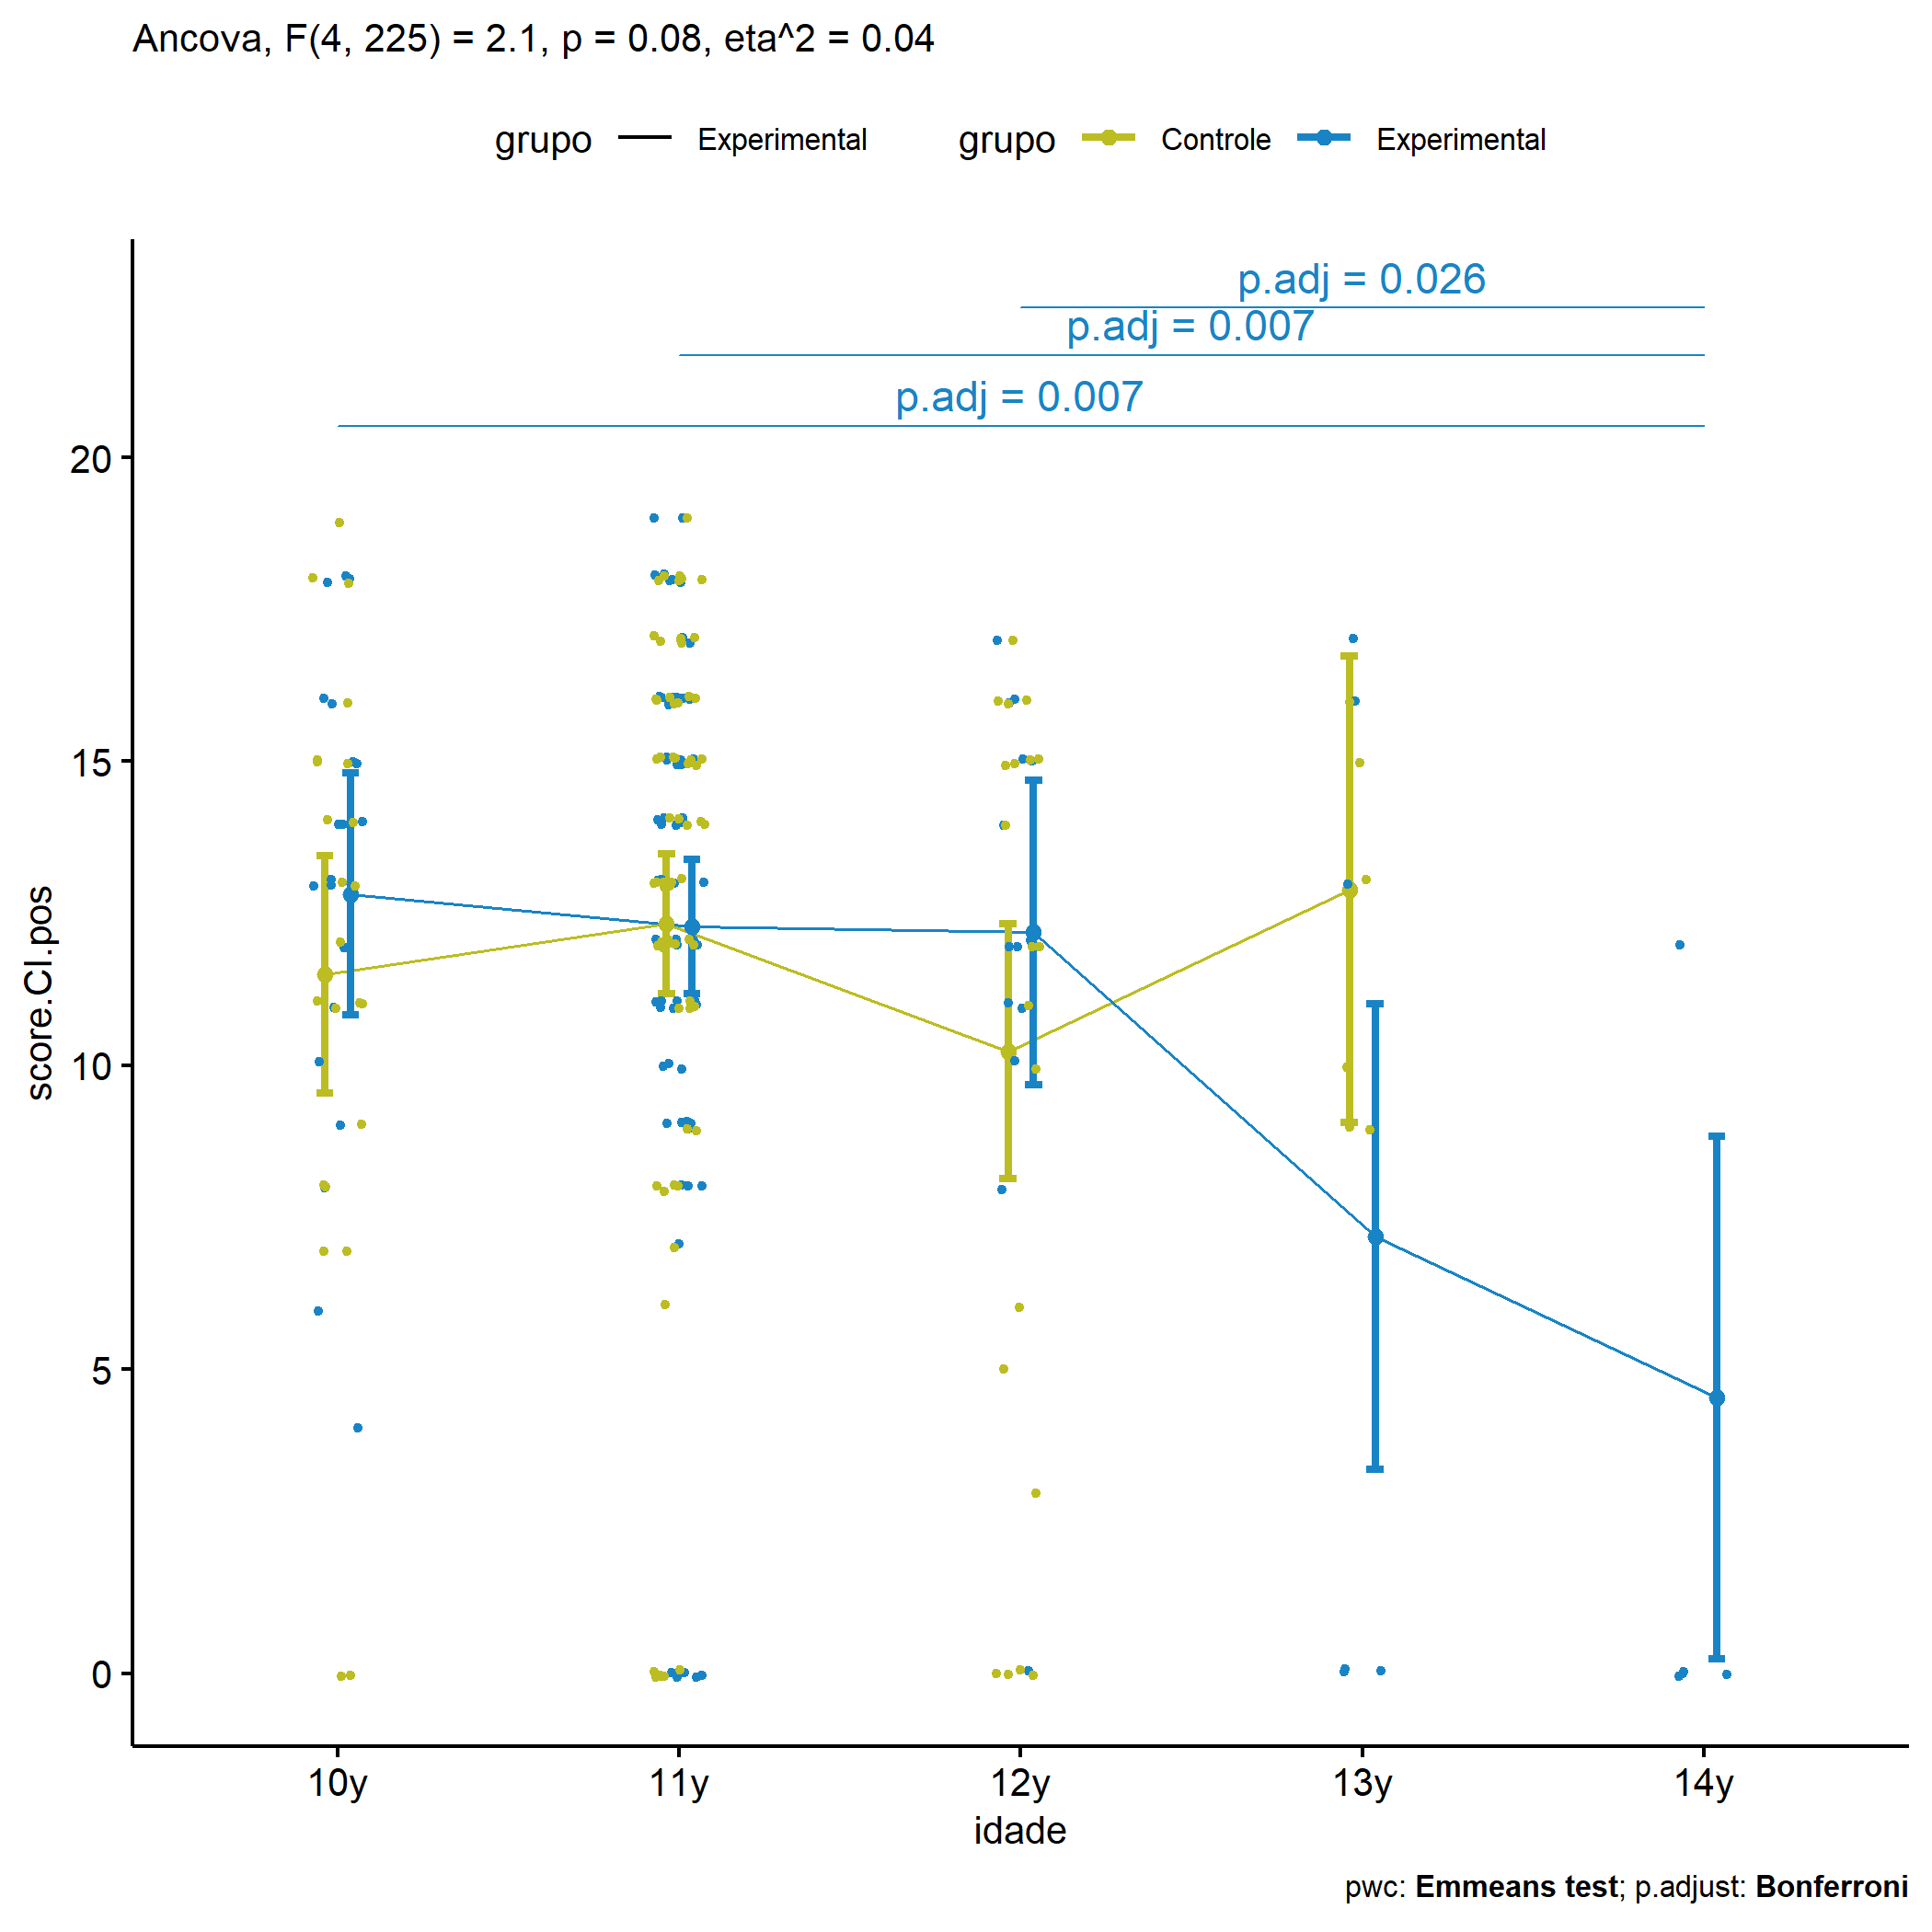 Ancova, F(4, 225) = 2.1, p = 0.08, eta^2 = 0.04
grupo Experimental grupo Controle Experimental
p.adj = 0.026
p.adj = 0.007
p.adj = 0.007
20
15
10
5
0
score.CI.pos
10y 11y 12y 13y 14y
idade
pwc: Emmeans test; p.adjust: Bonferroni